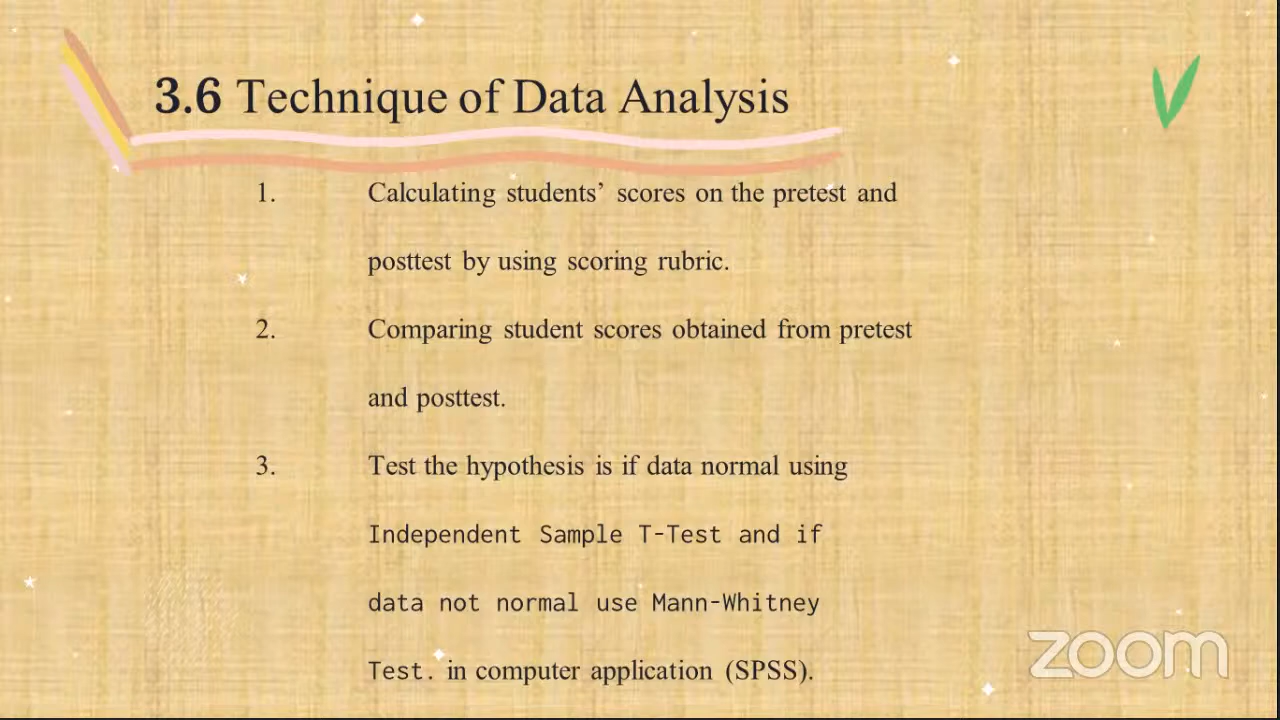 3.6 Technique of Data Analysis
1. Calculating students’ scores on the pretest and
posttest by using scoring rubric.
2. Comparing student scores obtained from pretest
and posttest.
3. Test the hypothesis is if data normal using
Independent Sample T-Test and if
data not normal use Mann-Whitney
Test. in computer application (SPSS).
zoom